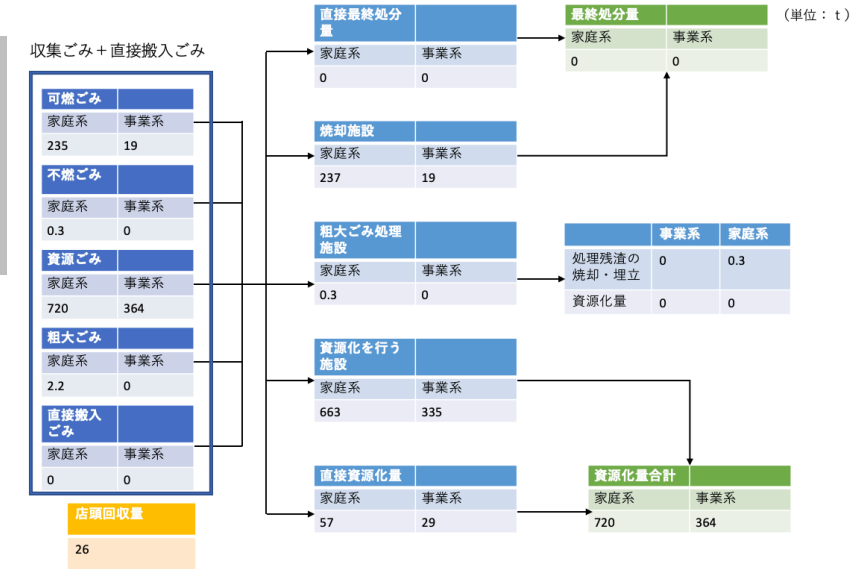 （単位：ｔ）
収集ごみ＋直接搬入ごみ
可燃ごみ
家庭系 事業系
235 19
不燃ごみ
家庭系 事業系
0.3 0
資源ごみ
家庭系 事業系
720 364
粗大ごみ
家庭系 事業系
2.2 0
直接搬入
ごみ
家庭系 事業系
0 0
店頭回収量
26
直接最終処分
量
家庭系 事業系
0 0
焼却施設
家庭系 事業系
237 19
粗大ごみ処理
施設
家庭系 事業系
0.3 0
資源化を行う
施設
家庭系 事業系
663 335
直接資源化量
家庭系 事業系
57 29
最終処分量
家庭系 事業系
0 0
事業系 家庭系
処理残渣の
焼却・埋立
0 0.3
資源化量 0 0
資源化量合計
家庭系 事業系
720 364